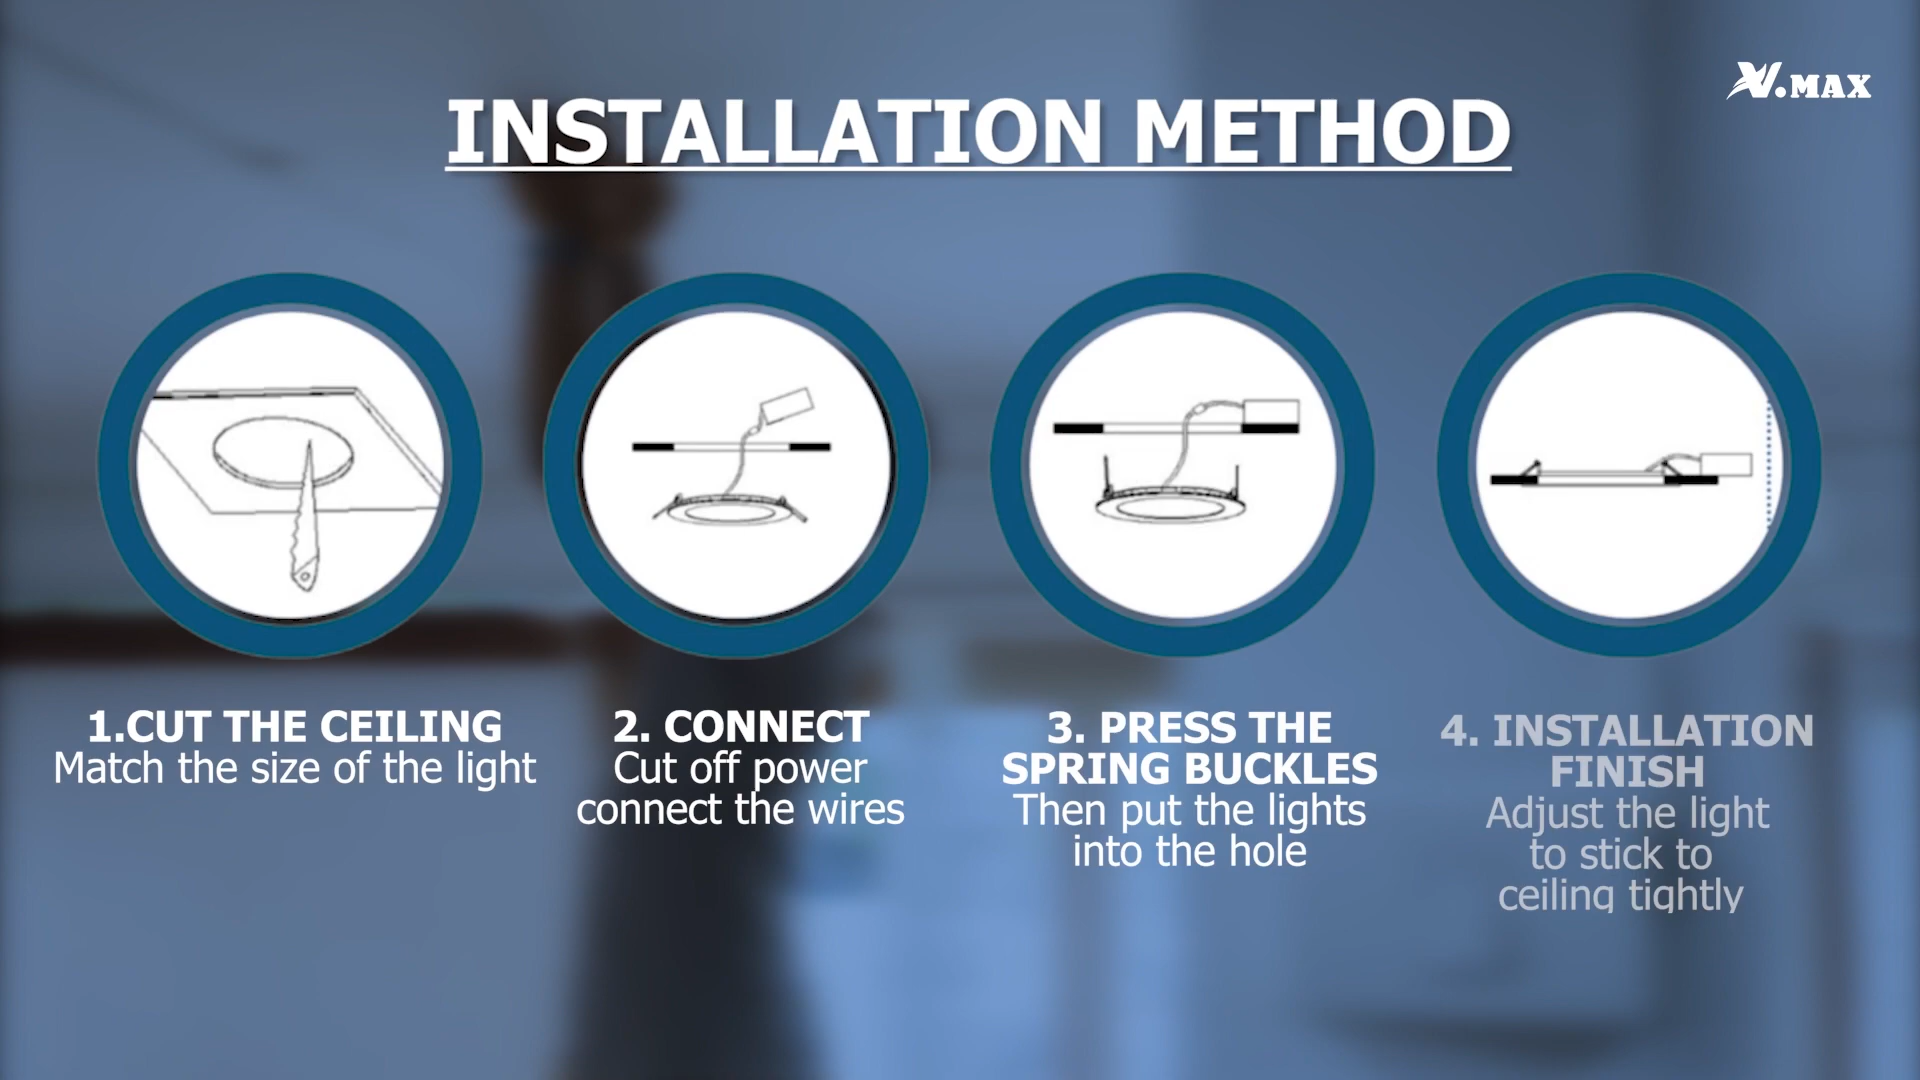 V.MAX
INSTALLATION METHOD
1.CUT THE CEILING
Match the size of the light
2. CONNECT
Cut off power
connect the wires
3. PRESS THE
SPRING BUCKLES
Then put the lights
into the hole
4. INSTALLATION
FINISH
Adjust the light
to stick to
ceiling tightly